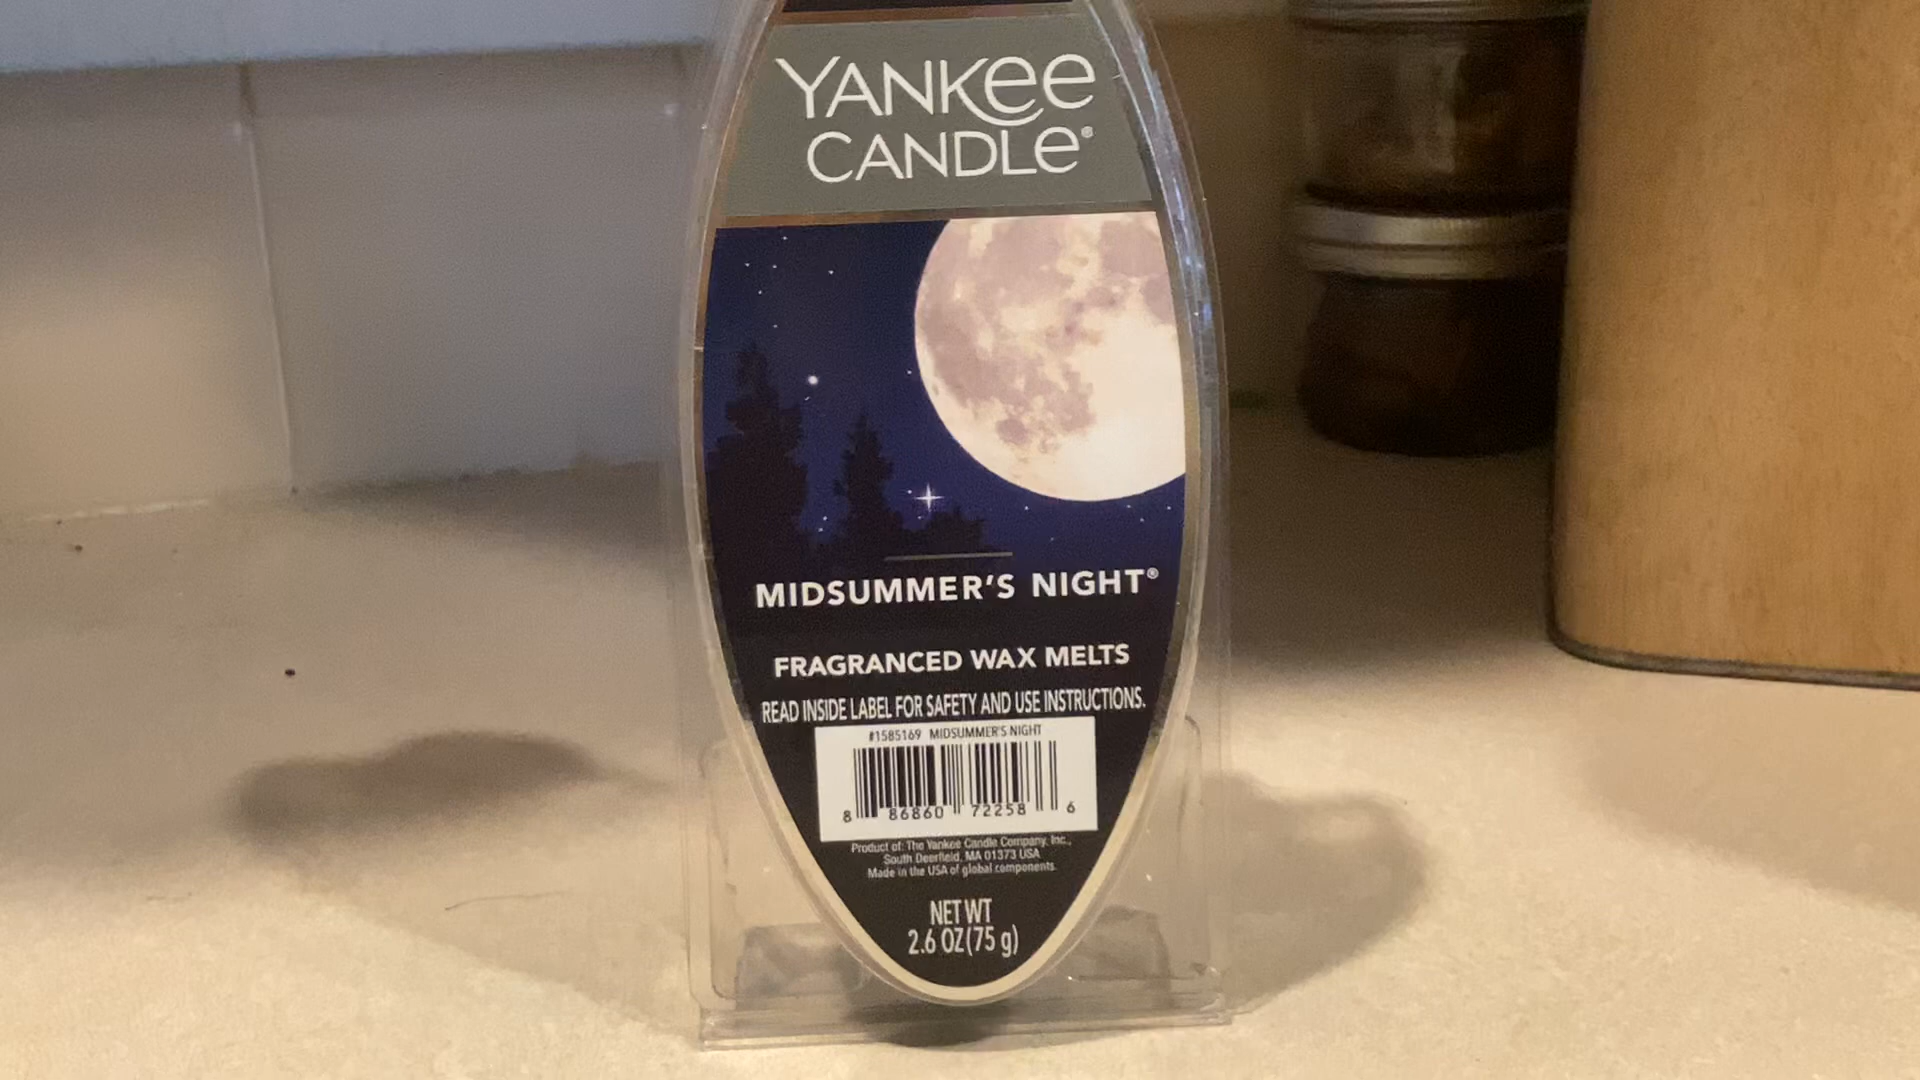 YANKEE
CANDLE®
MIDSUMMER'S NIGHT®
FRAGRANCED WAX MELTS
READ INSIDE LABEL FOR SAFETY AND USE INSTRUCTIONS.
#1585169 MIDSUMMER'S NIGHT
8 86860 72258 6
Product of: The Yankee Candle Company, Inc.,
South Deerfield, MA 01373 USA
Made in the USA of global components.
NET WT
2.6 OZ(75 g)